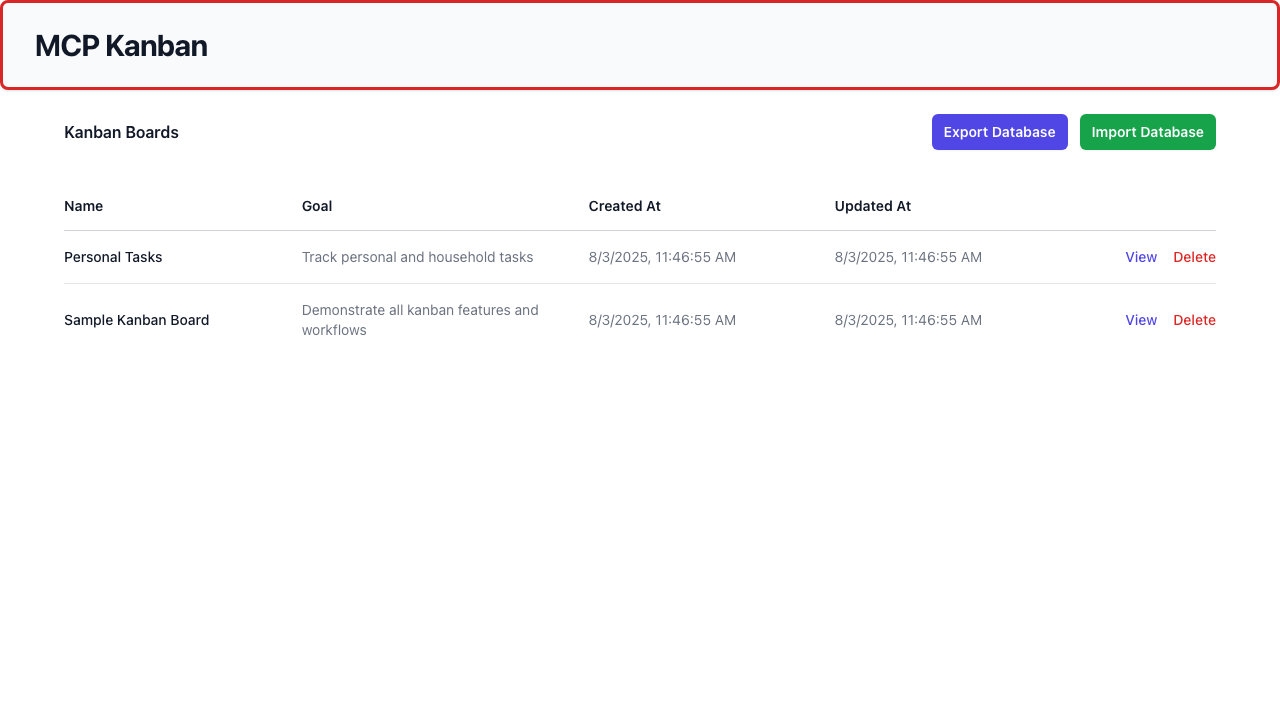 MCP Kanban
Kanban Boards
Export Database
Import Database
Name Goal Created At Updated At
Personal Tasks Track personal and household tasks 8/3/2025, 11:46:55 AM 8/3/2025, 11:46:55 AM View Delete
Sample Kanban Board Demonstrate all kanban features and
workflows 8/3/2025, 11:46:55 AM 8/3/2025, 11:46:55 AM View Delete